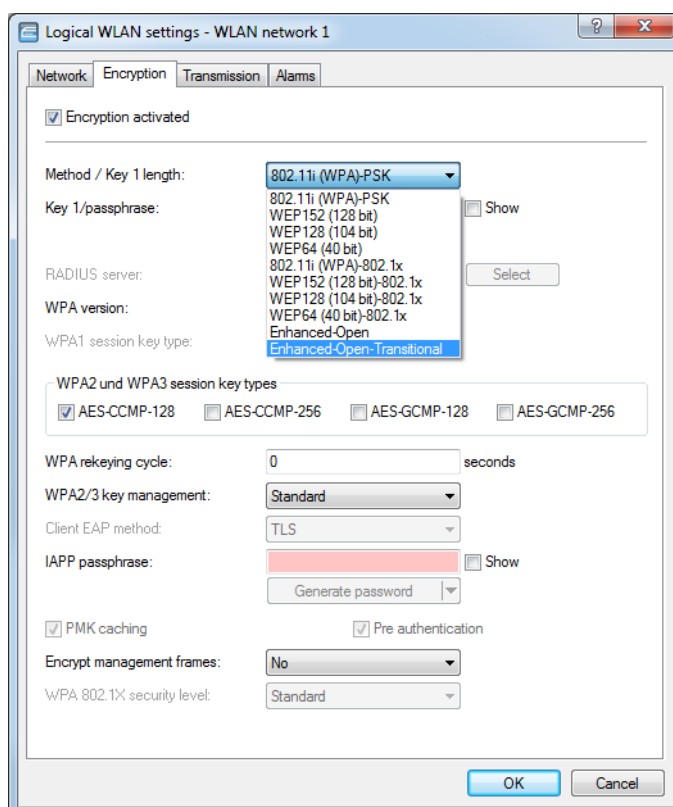 Logical WLAN settings - WLAN network 1
Network Encryption Transmission Alarms
Encryption activated
Method / Key 1 length: 802.11i (WPA)-PSK
802.11i (WPA)-PSK
Key 1/passphrase: Show
WEP152 (128 bit)
WEP128 (104 bit)
WEP64 (40 bit)
802.11i (WPA)-802.1x
RADIUS server: Select
WEP152 (128 bit)-802.1x
WEP128 (104 bit)-802.1x
WPA version:
WEP64 (40 bit)-802.1x
Enhanced-Open
WPA1 session key type:
Enhanced-Open-Transitional
WPA2 und WPA3 session key types
AES-CCMP-128 AES-CCMP-256 AES-GCMP-128 AES-GCMP-256
WPA rekeying cycle: 0 seconds
WPA2/3 key management: Standard
Client EAP method: TLS
IAPP passphrase: Show
Generate password
PMK caching Pre authentication
Encrypt management frames: No
WPA 802.1X security level: Standard
OK Cancel